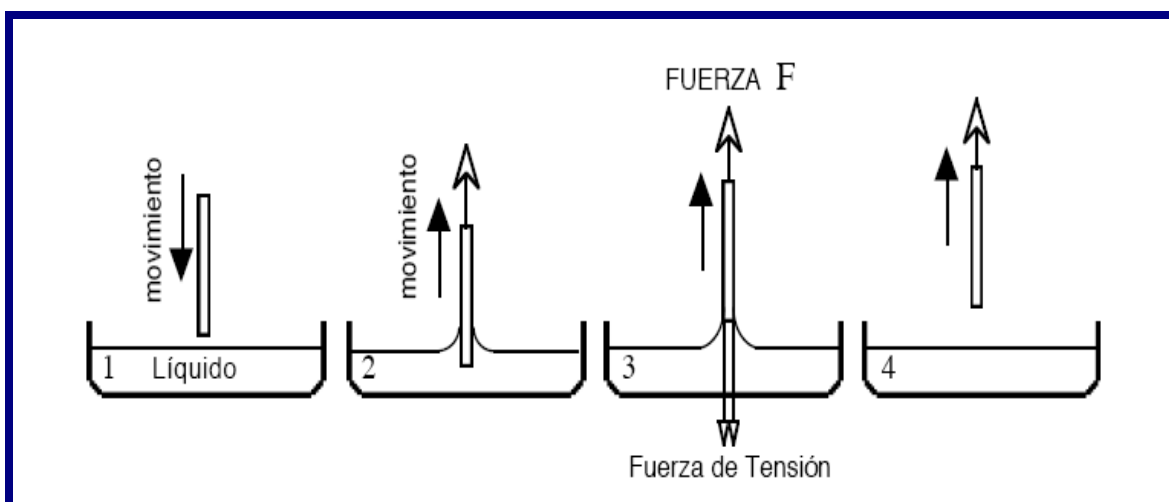 FUERZA F
movimiento
movimiento
1 Líquido
2
3
4
Fuerza de Tensión